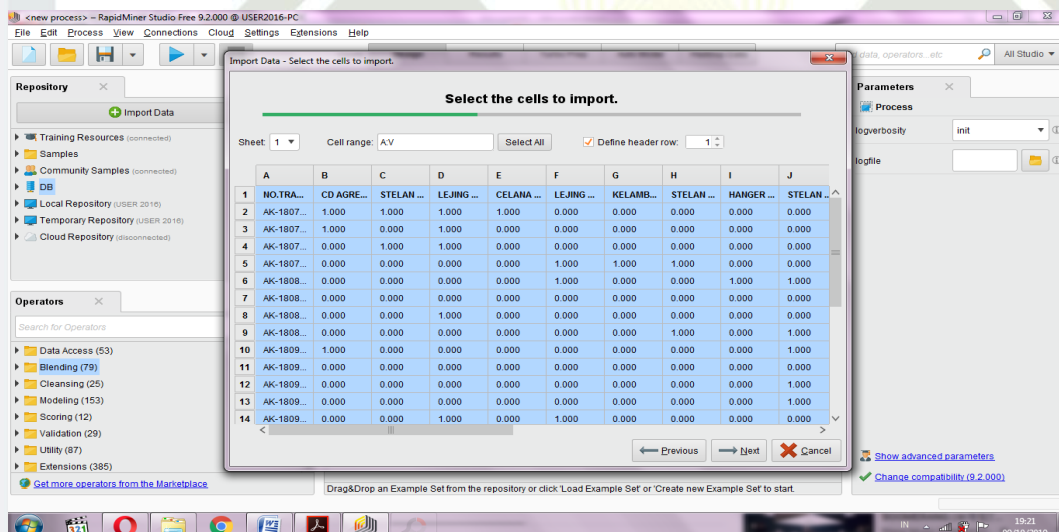 <new process> – RapidMiner Studio Free 9.2.000 @ USER2016-PC
File Edit Process View Connections Cloud Settings Extensions Help
data, operators...etc All Studio
Import Data - Select the cells to import.
Repository
Import Data
Training Resources (connected)
Samples
Community Samples (connected)
DB
Local Repository (USER 2016)
Temporary Repository (USER 2016)
Cloud Repository (disconnected)
Select the cells to import.
Sheet: 1 Cell range: A:V Select All Define header row: 1
A B C D E F G H I J
1 NO.TRA... CD AGRE... STELAN ... LEJING ... CELANA ... LEJING ... KELAMB... STELAN ... HANGER ... STELAN ...
2 AK-1807... 1.000 1.000 1.000 1.000 0.000 0.000 0.000 0.000 0.000
3 AK-1807... 1.000 0.000 1.000 0.000 0.000 0.000 0.000 0.000 0.000
4 AK-1807... 0.000 1.000 1.000 0.000 0.000 0.000 0.000 0.000 0.000
5 AK-1807... 0.000 0.000 0.000 0.000 1.000 1.000 1.000 0.000 0.000
6 AK-1808... 0.000 0.000 0.000 0.000 1.000 0.000 0.000 1.000 1.000
7 AK-1808... 0.000 0.000 0.000 0.000 0.000 0.000 0.000 0.000 0.000
8 AK-1808... 0.000 0.000 1.000 0.000 0.000 0.000 0.000 0.000 0.000
9 AK-1808... 0.000 0.000 0.000 0.000 0.000 0.000 1.000 0.000 1.000
10 AK-1809... 1.000 0.000 0.000 0.000 0.000 0.000 0.000 0.000 1.000
11 AK-1809... 0.000 0.000 0.000 0.000 0.000 0.000 0.000 0.000 0.000
12 AK-1809... 0.000 0.000 0.000 0.000 0.000 0.000 0.000 0.000 1.000
13 AK-1809... 0.000 0.000 0.000 0.000 0.000 0.000 0.000 0.000 1.000
14 AK-1809... 0.000 0.000 1.000 0.000 1.000 0.000 0.000 0.000 0.000
Previous Next Cancel
Operators
Search for Operators
Data Access (53)
Blending (79)
Cleansing (25)
Modeling (153)
Scoring (12)
Validation (29)
Utility (87)
Extensions (385)
Get more operators from the Marketplace
Drag&Drop an Example Set from the repository or click 'Load Example Set' or 'Create new Example Set' to start.
Parameters
Process
logverbosity init
logfile
Show advanced parameters
Change compatibility (9.2.000)
IN 19:21